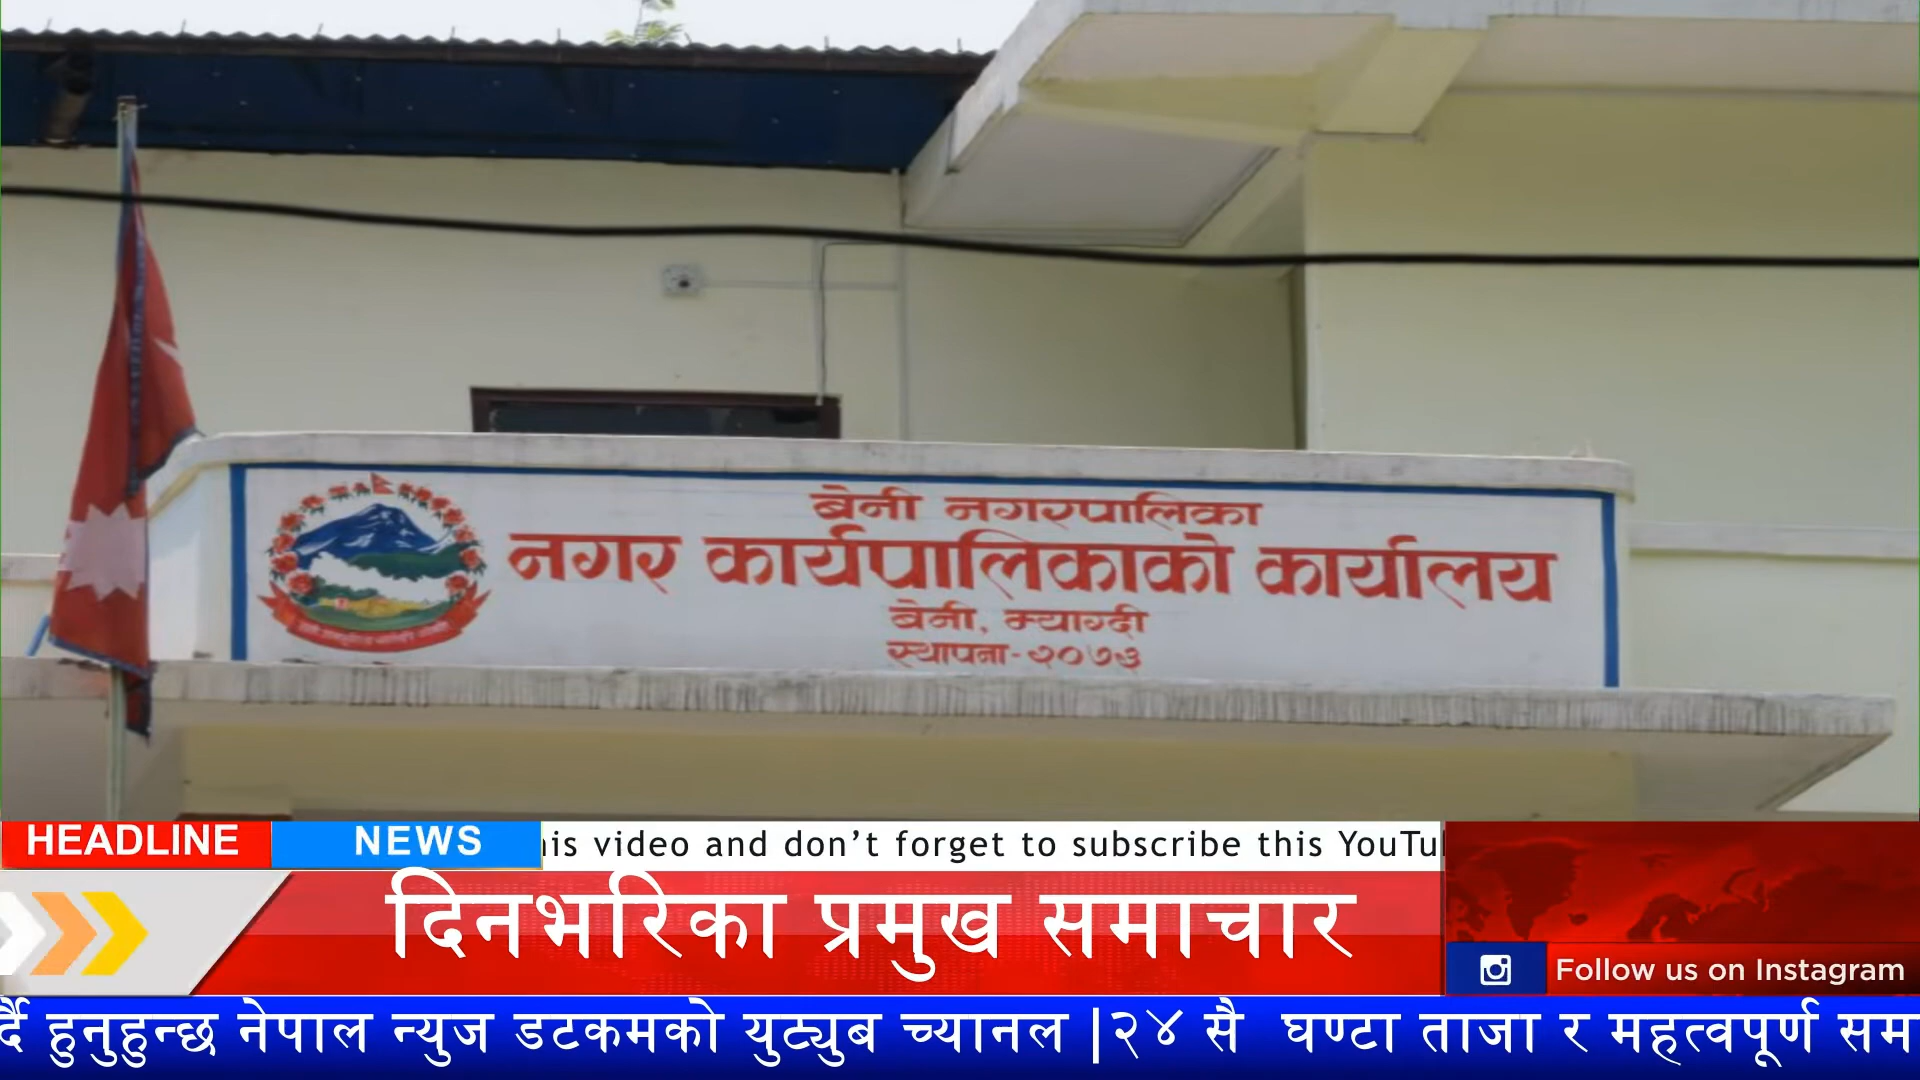 बेनी नगरपालिका
नगर कार्यपालिकाको कार्यालय
बेनी, म्याग्दी
स्थापना-२०७३
HEADLINE NEWS
his video and don't forget to subscribe this YouTu
दिनभरिका प्रमुख समाचार
Follow us on Instagram
र्दै हुनुहुन्छ नेपाल न्युज डटकमको युट्युब च्यानल |२४ सै घण्टा ताजा र महत्वपूर्ण सम